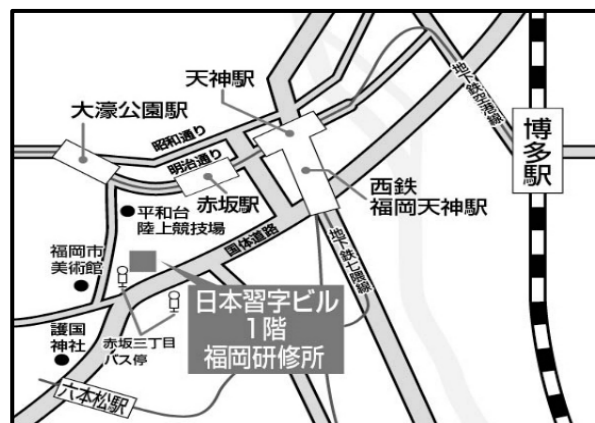 天神駅
大濠公園駅
昭和通り
明治通り
地下鉄空港線
博多駅
赤坂駅
西鉄
福岡天神駅
平和台
陸上競技場
国体道路
地下鉄七隈線
福岡市
美術館
日本習字ビル
1階
福岡研修所
護国
神社
赤坂三丁目
バス停
六本松駅